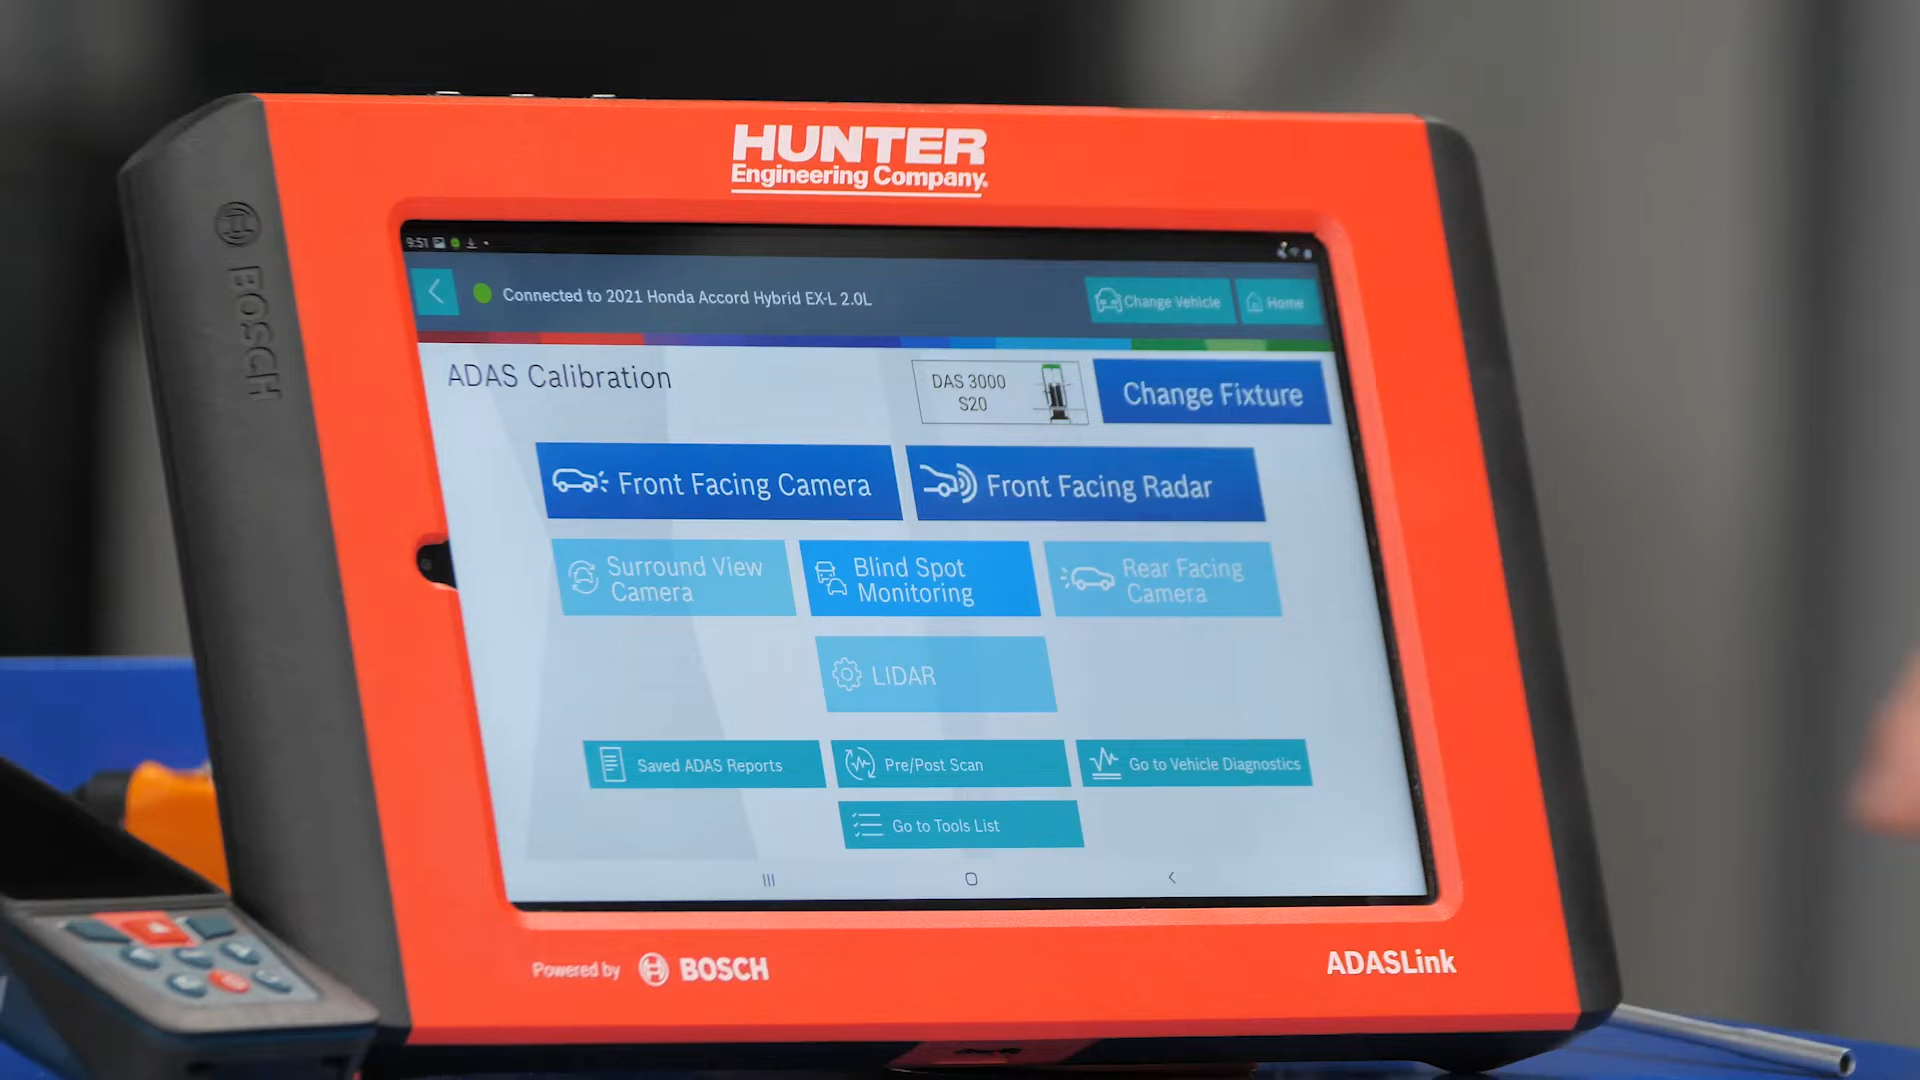 HUNTER
Engineering Company.
BOSCH
9:51
Connected to 2021 Honda Accord Hybrid EX-L 2.0L
Change Vehicle
Home
ADAS Calibration
DAS 3000
S20
Change Fixture
Front Facing Camera
Front Facing Radar
Surround View
Camera
Blind Spot
Monitoring
Rear Facing
Camera
LIDAR
Saved ADAS Reports
Pre/Post Scan
Go to Vehicle Diagnostics
Go to Tools List
Powered by BOSCH
ADASLink